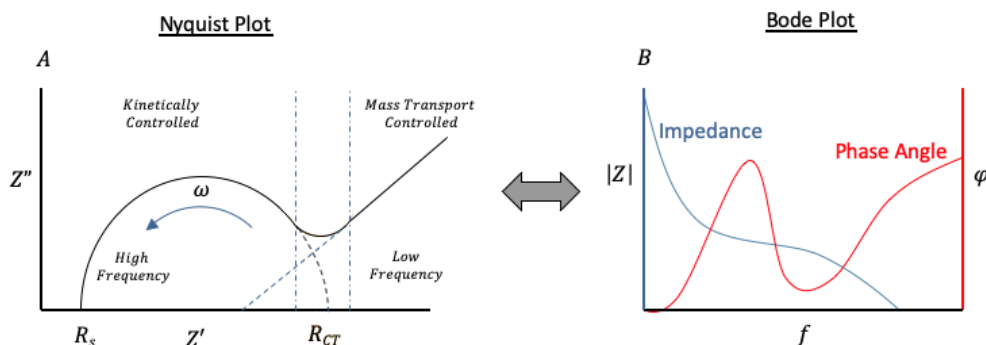 Nyquist Plot
A
Kinetically
Controlled
Mass Transport
Controlled
Z"
ω
High
Frequency
Low
Frequency
R_s
Z'
R_CT
Bode Plot
B
Impedance
Phase Angle
|Z|
φ
f